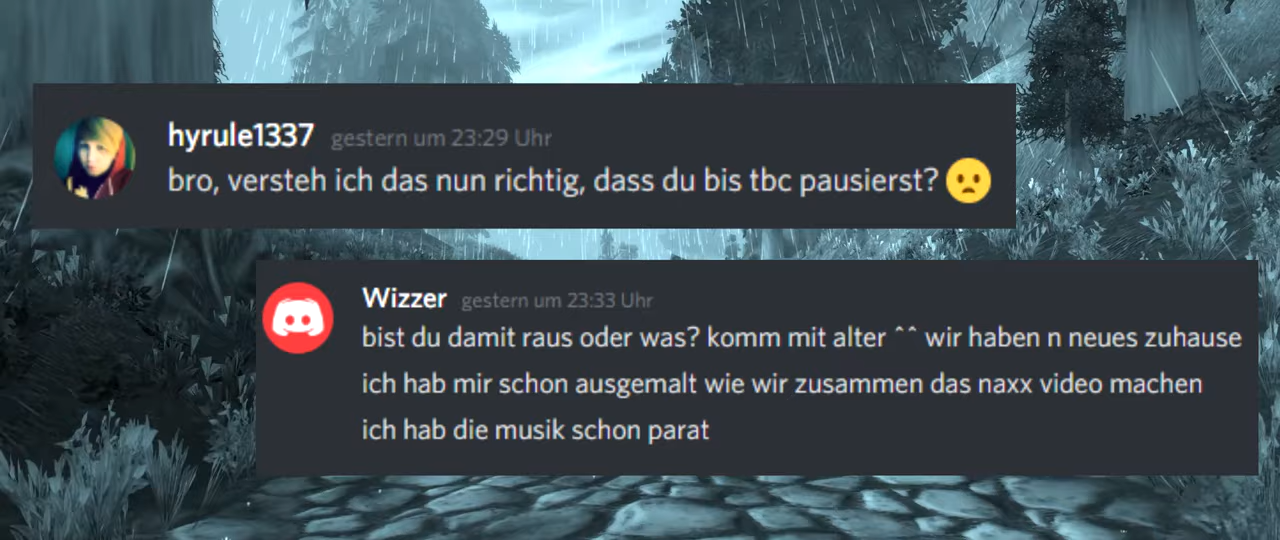 hyrule1337 gestern um 23:29 Uhr
bro, versteh ich das nun richtig, dass du bis tbc pausierst? 🙁
Wizzer gestern um 23:33 Uhr
bist du damit raus oder was? komm mit alter ^^ wir haben n neues zuhause
ich hab mir schon ausgemalt wie wir zusammen das naxx video machen
ich hab die musik schon parat